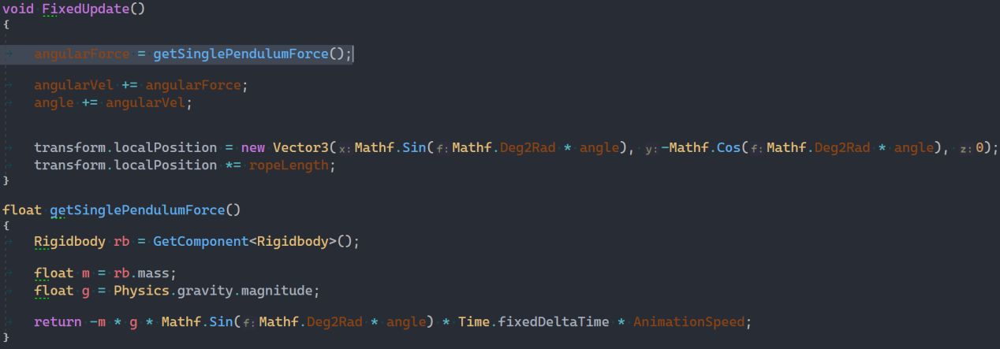 void FixedUpdate()
{
angularForce = getSinglePendulumForce();
angularVel += angularForce;
angle += angularVel;
transform.localPosition = new Vector3(x:Mathf.Sin(f:Mathf.Deg2Rad * angle), y:-Mathf.Cos(f:Mathf.Deg2Rad * angle), z:0);
transform.localPosition *= ropeLength;
}
float getSinglePendulumForce()
{
Rigidbody rb = GetComponent<Rigidbody>();
float m = rb.mass;
float g = Physics.gravity.magnitude;
return -m * g * Mathf.Sin(f:Mathf.Deg2Rad * angle) * Time.fixedDeltaTime * AnimationSpeed;
}